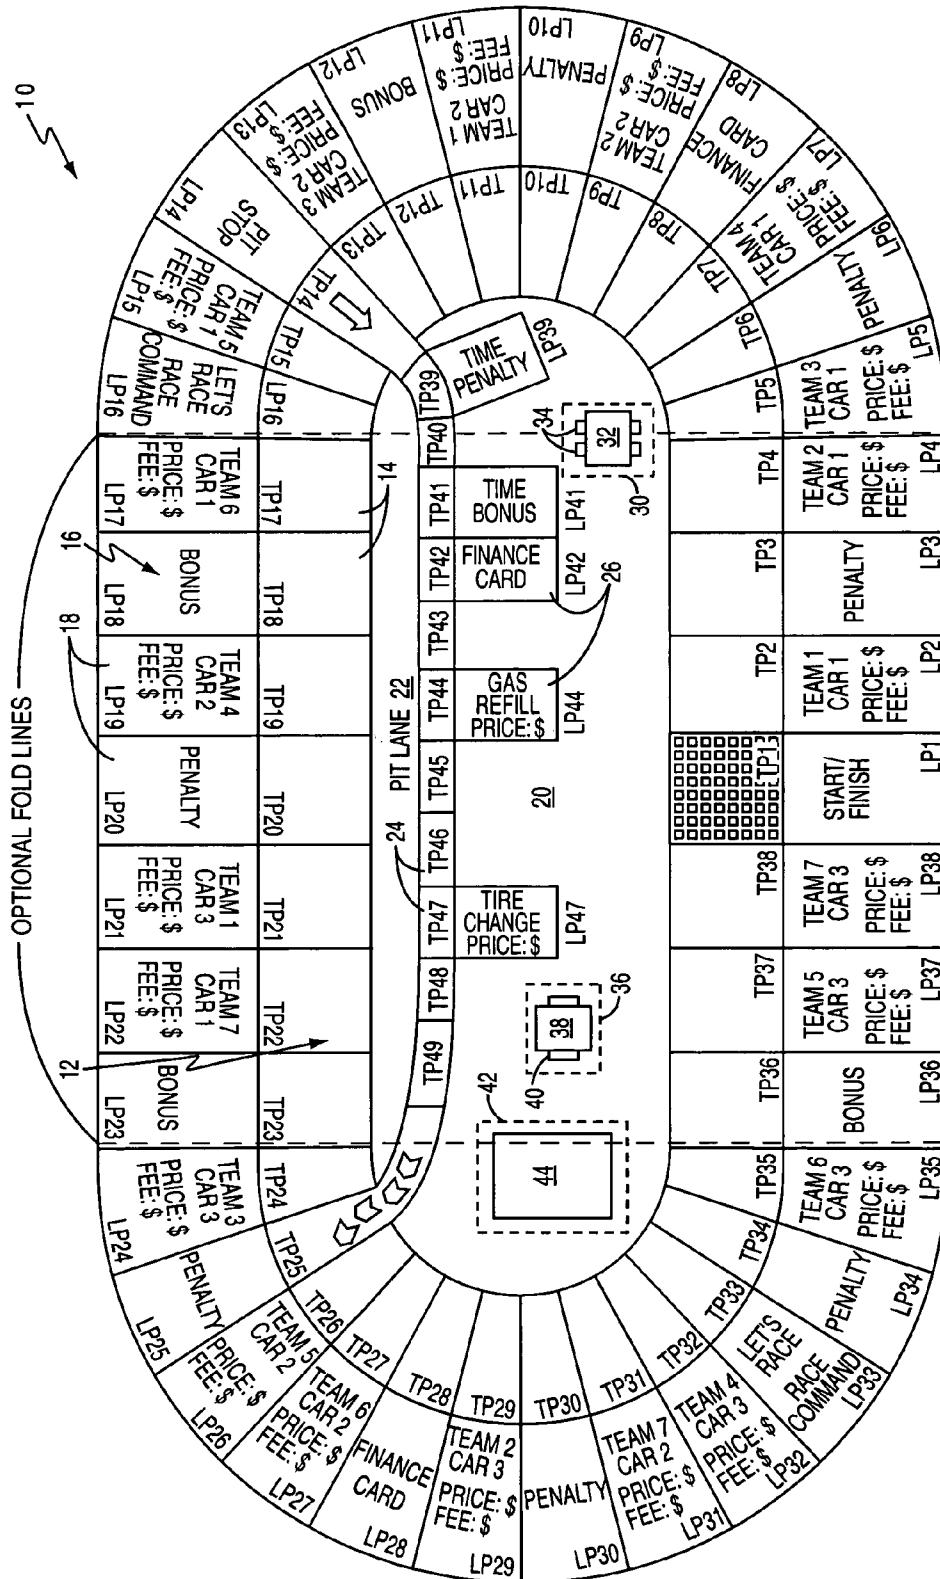 10
OPTIONAL FOLD LINES
START/
FINISH
LP1
TP1
TEAM 1
CAR 1
PRICE: $
FEE: $
LP2
TP2
PENALTY
LP3
TP3
TEAM 2
CAR 1
PRICE: $
FEE: $
LP4
TP4
TEAM 3
CAR 1
PRICE: $
FEE: $
LP5
TP5
PENALTY
LP6
TP6
TEAM 4
CAR 1
PRICE: $
FEE: $
LP7
TP7
FINANCE
CARD
LP8
TP8
TEAM 2
CAR 2
PRICE: $
FEE: $
LP9
TP9
PENALTY
LP10
TP10
TEAM 1
CAR 2
PRICE: $
FEE: $
LP11
TP11
BONUS
LP12
TP12
TEAM 3
CAR 2
PRICE: $
FEE: $
LP13
TP13
PIT
STOP
LP14
TP14
TEAM 5
CAR 1
PRICE: $
FEE: $
LP15
TP15
LET'S
RACE
RACE
COMMAND
LP16
LP16
TEAM 6
CAR 1
PRICE: $
FEE: $
LP17
TP17
BONUS
LP18
TP18
TEAM 4
CAR 2
PRICE: $
FEE: $
LP19
TP19
PENALTY
LP20
TP20
TEAM 1
CAR 3
PRICE: $
FEE: $
LP21
TP21
TEAM 7
CAR 1
PRICE: $
FEE: $
LP22
TP22
BONUS
LP23
TP23
TEAM 3
CAR 3
PRICE: $
FEE: $
LP24
TP24
PENALTY
LP25
TP25
TEAM 5
CAR 2
PRICE: $
FEE: $
LP26
TP26
TEAM 6
CAR 2
PRICE: $
FEE: $
LP27
TP27
FINANCE
CARD
LP28
TP28
TEAM 2
CAR 3
PRICE: $
FEE: $
LP29
TP29
PENALTY
LP30
TP30
TEAM 7
CAR 2
PRICE: $
FEE: $
LP31
TP31
TEAM 4
CAR 3
PRICE: $
FEE: $
LP32
TP32
LET'S
RACE
RACE
COMMAND
LP33
TP33
PENALTY
LP34
TP34
TEAM 6
CAR 3
PRICE: $
FEE: $
LP35
TP35
BONUS
LP36
TP36
TEAM 5
CAR 3
PRICE: $
FEE: $
LP37
TP37
TEAM 7
CAR 3
PRICE: $
FEE: $
LP38
TP38
PIT LANE 22
TP39
TIME
PENALTY
LP39
TP40
TP41
TIME
BONUS
LP41
TP42
FINANCE
CARD
LP42
TP43
TP44
GAS
REFILL
PRICE: $
LP44
TP45
TP46
TP47
TIRE
CHANGE
PRICE: $
LP47
TP48
TP49
12
14
16
18
20
24
26
30
32
34
36
38
40
42
44